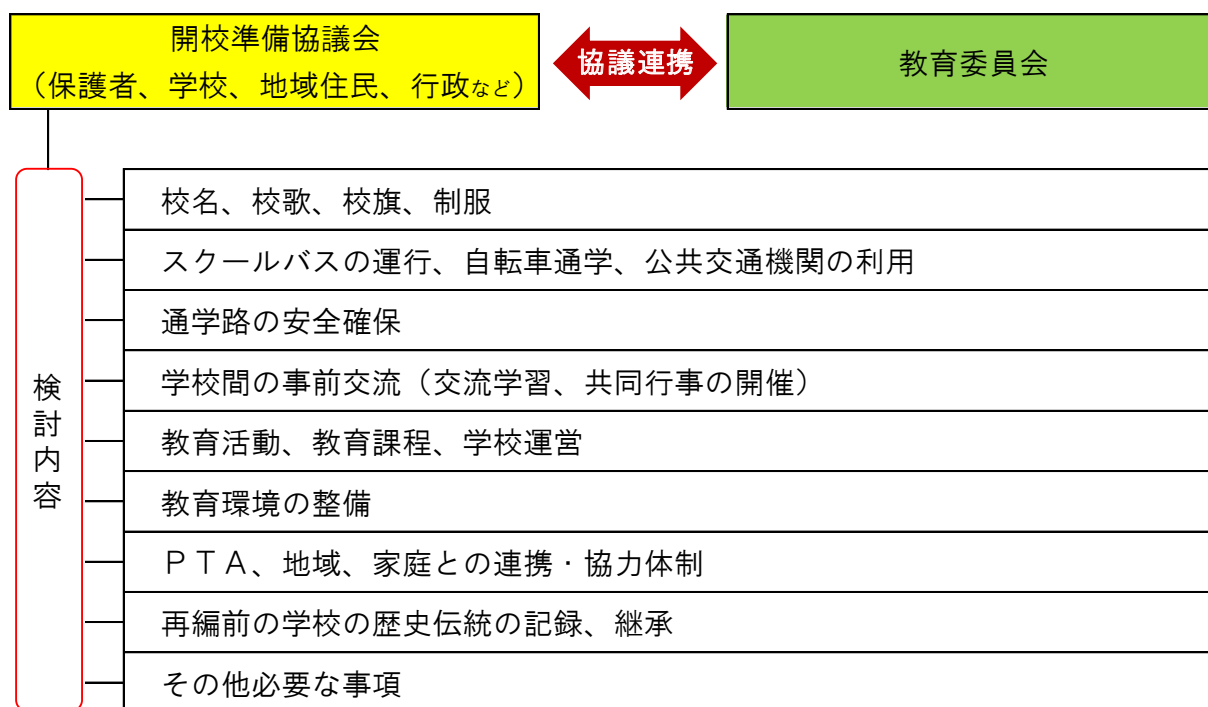 開校準備協議会
（保護者、学校、地域住民、行政など）
協議連携
教育委員会
検討内容
校名、校歌、校旗、制服
スクールバスの運行、自転車通学、公共交通機関の利用
通学路の安全確保
学校間の事前交流（交流学習、共同行事の開催）
教育活動、教育課程、学校運営
教育環境の整備
ＰＴＡ、地域、家庭との連携・協力体制
再編前の学校の歴史伝統の記録、継承
その他必要な事項